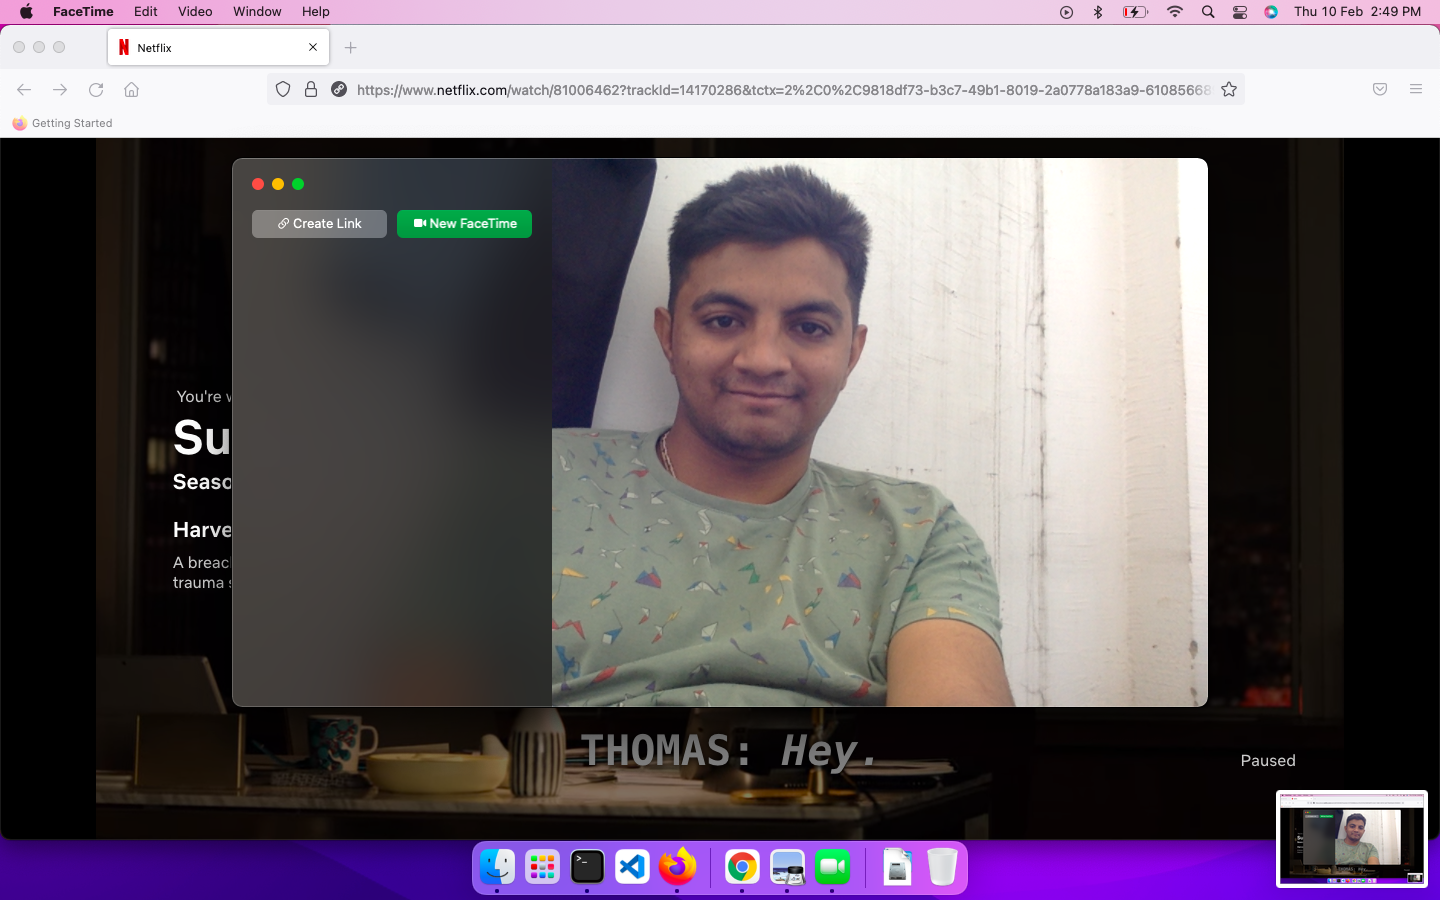 FaceTime Edit Video Window Help
Thu 10 Feb 2:49 PM
Netflix
https://www.netflix.com/watch/81006462?trackId=14170286&tctx=2%2C0%2C9818df73-b3c7-49b1-8019-2a0778a183a9-61085668
Getting Started
Create Link
New FaceTime
You're
Su
Seaso
Harve
A breac
trauma
THOMAS: Hey.
Paused